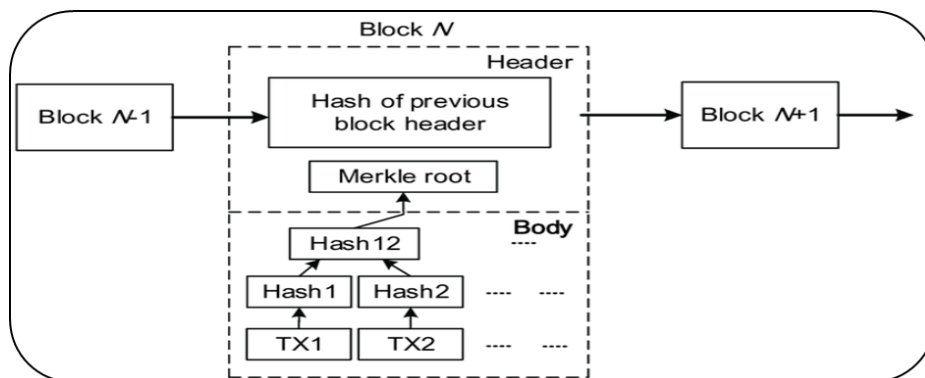 Block N
Header
Block N-1
Hash of previous
block header
Block N+1
Merkle root
Body
Hash12
----
Hash1
Hash2
---- ----
TX1
TX2
---- ----